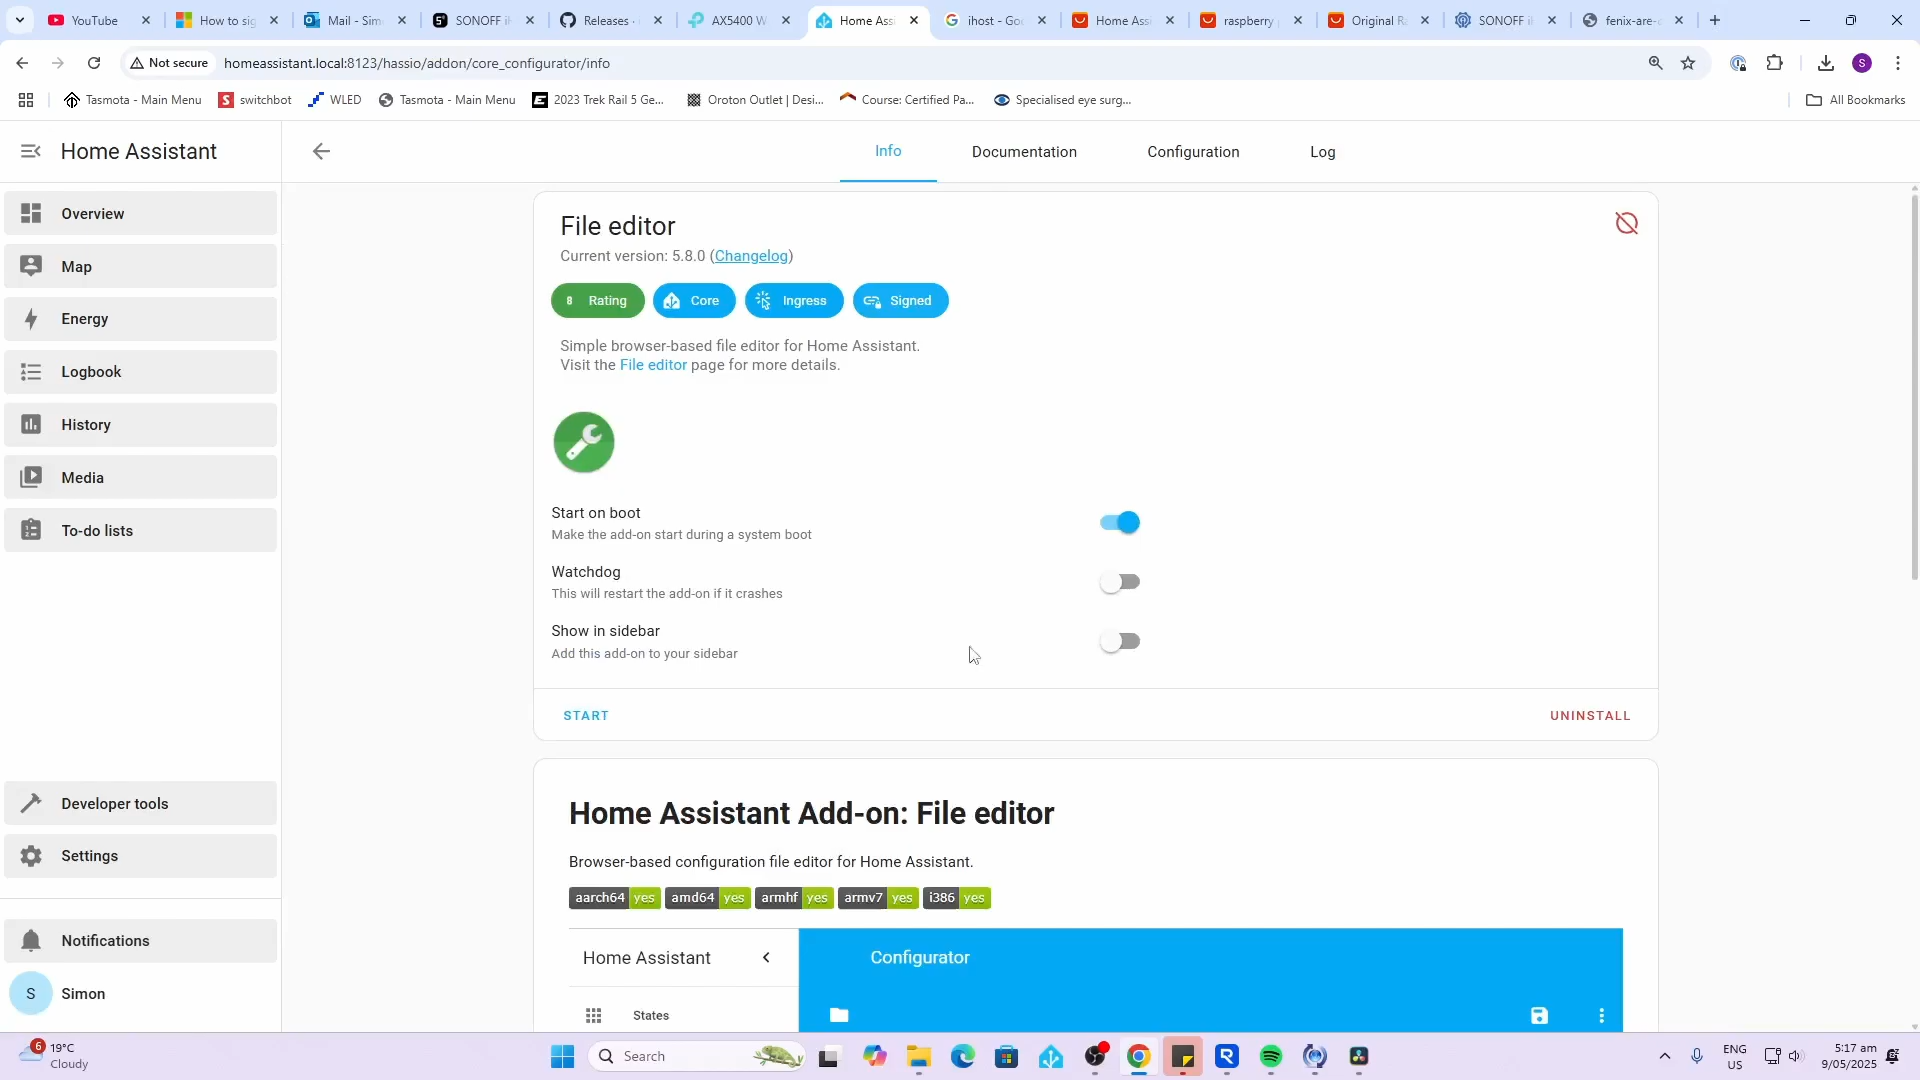 YouTube
How to sig
Mail - Sim
SONOFF i
Releases ·
AX5400 W
Home Assi
ihost - Goo
Home Assi
raspberry
Original Ra
SONOFF i
fenix-are-
Not secure
homeassistant.local:8123/hassio/addon/core_configurator/info
S
Tasmota - Main Menu
switchbot
WLED
Tasmota - Main Menu
2023 Trek Rail 5 Ge...
Oroton Outlet | Desi...
Course: Certified Pa...
Specialised eye surg...
All Bookmarks
Home Assistant
Info
Documentation
Configuration
Log
Overview
Map
Energy
Logbook
History
Media
To-do lists
Developer tools
Settings
Notifications
S
Simon
File editor
Current version: 5.8.0 (Changelog)
8 Rating
Core
Ingress
Signed
Simple browser-based file editor for Home Assistant.
Visit the File editor page for more details.
Start on boot
Make the add-on start during a system boot
Watchdog
This will restart the add-on if it crashes
Show in sidebar
Add this add-on to your sidebar
START
UNINSTALL
Home Assistant Add-on: File editor
Browser-based configuration file editor for Home Assistant.
aarch64 yes
amd64 yes
armhf yes
armv7 yes
i386 yes
Home Assistant
Configurator
States
6
19°C
Cloudy
Search
ENG
US
5:17 am
9/05/2025